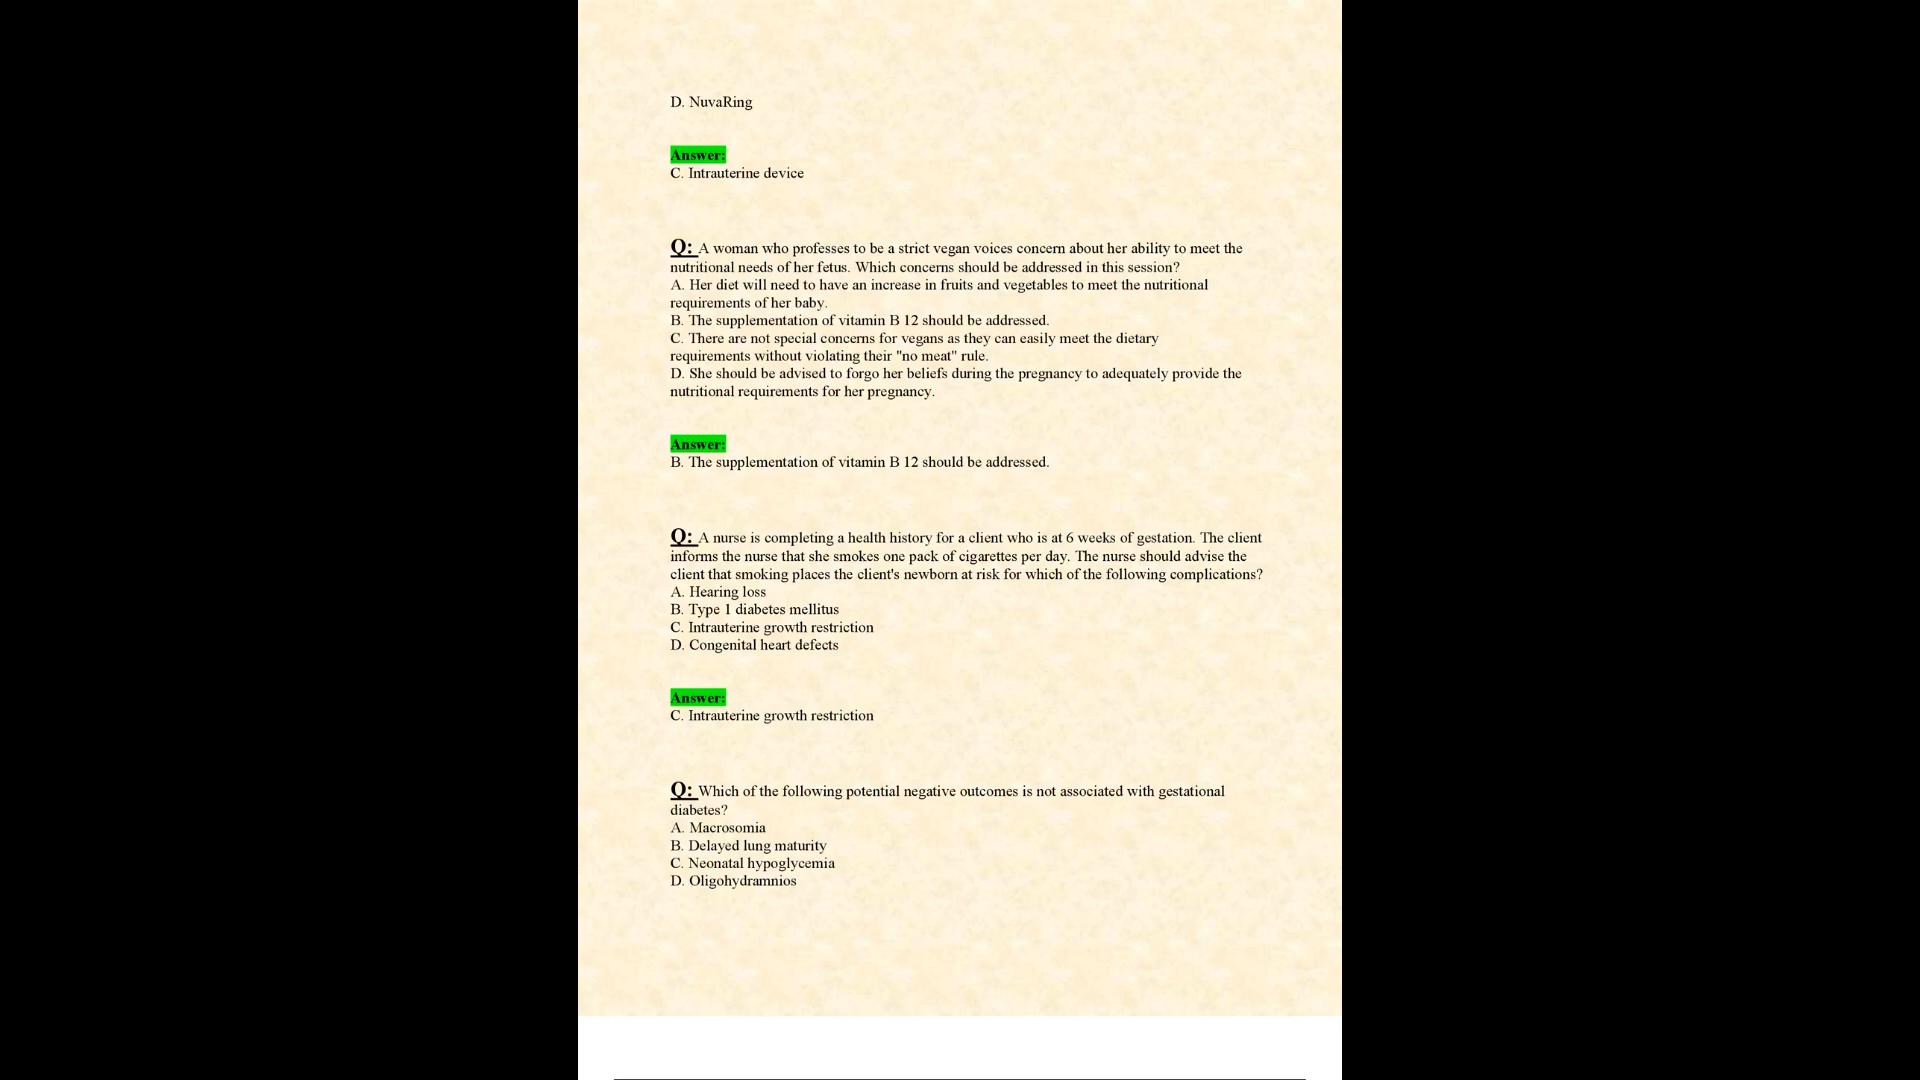 D. NuvaRing
Answer:
C. Intrauterine device
Q: A woman who professes to be a strict vegan voices concern about her ability to meet the
nutritional needs of her fetus. Which concerns should be addressed in this session?
A. Her diet will need to have an increase in fruits and vegetables to meet the nutritional
requirements of her baby.
B. The supplementation of vitamin B 12 should be addressed.
C. There are not special concerns for vegans as they can easily meet the dietary
requirements without violating their "no meat" rule.
D. She should be advised to forgo her beliefs during the pregnancy to adequately provide the
nutritional requirements for her pregnancy.
Answer:
B. The supplementation of vitamin B 12 should be addressed.
Q: A nurse is completing a health history for a client who is at 6 weeks of gestation. The client
informs the nurse that she smokes one pack of cigarettes per day. The nurse should advise the
client that smoking places the client's newborn at risk for which of the following complications?
A. Hearing loss
B. Type 1 diabetes mellitus
C. Intrauterine growth restriction
D. Congenital heart defects
Answer:
C. Intrauterine growth restriction
Q: Which of the following potential negative outcomes is not associated with gestational
diabetes?
A. Macrosomia
B. Delayed lung maturity
C. Neonatal hypoglycemia
D. Oligohydramnios